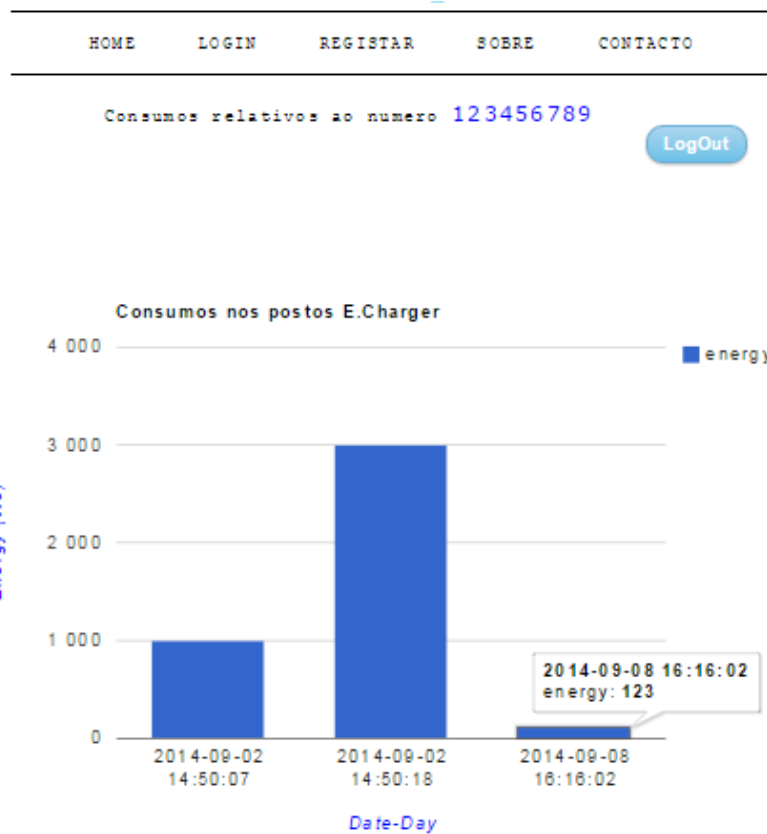 HOME LOGIN REGISTAR SOBRE CONTACTO
Consumos relativos ao numero 123456789
LogOut
Consumos nos postos E.Charger
4 000
energy
3 000
2 000
1 000
2014-09-08 16:16:02
energy: 123
0
2014-09-02 2014-09-02 2014-09-08
14:50:07 14:50:18 16:16:02
Date-Day